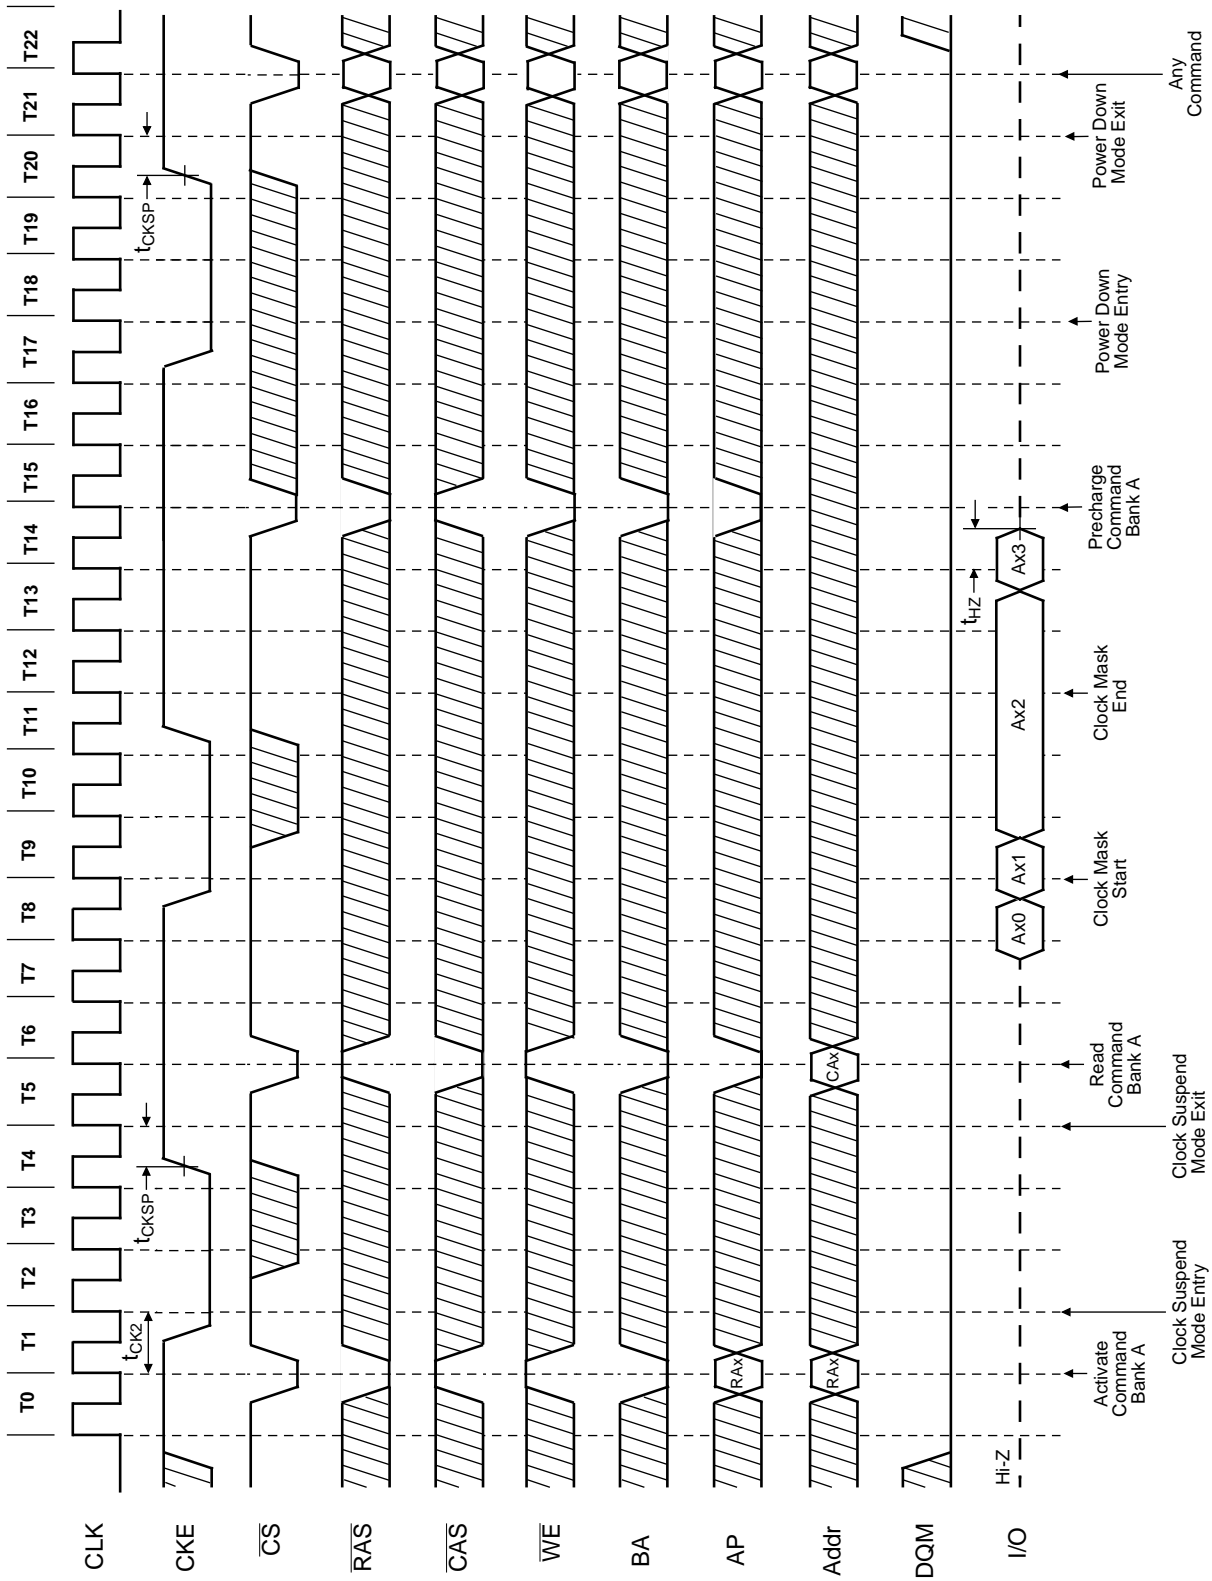 T0 T1 T2 T3 T4 T5 T6 T7 T8 T9 T10 T11 T12 T13 T14 T15 T16 T17 T18 T19 T20 T21 T22
CLK
tCK2
tCKSP
tCKSP
CKE
CS
RAS
CAS
WE
BA
AP
RAx
Addr
RAx
CAx
DQM
tHZ
I/O
Hi-Z
Ax0
Ax1
Ax2
Ax3
Activate
Command
Bank A
Clock Suspend
Mode Entry
Clock Suspend
Mode Exit
Read
Command
Bank A
Clock Mask
Start
Clock Mask
End
Precharge
Command
Bank A
Power Down
Mode Entry
Power Down
Mode Exit
Any
Command